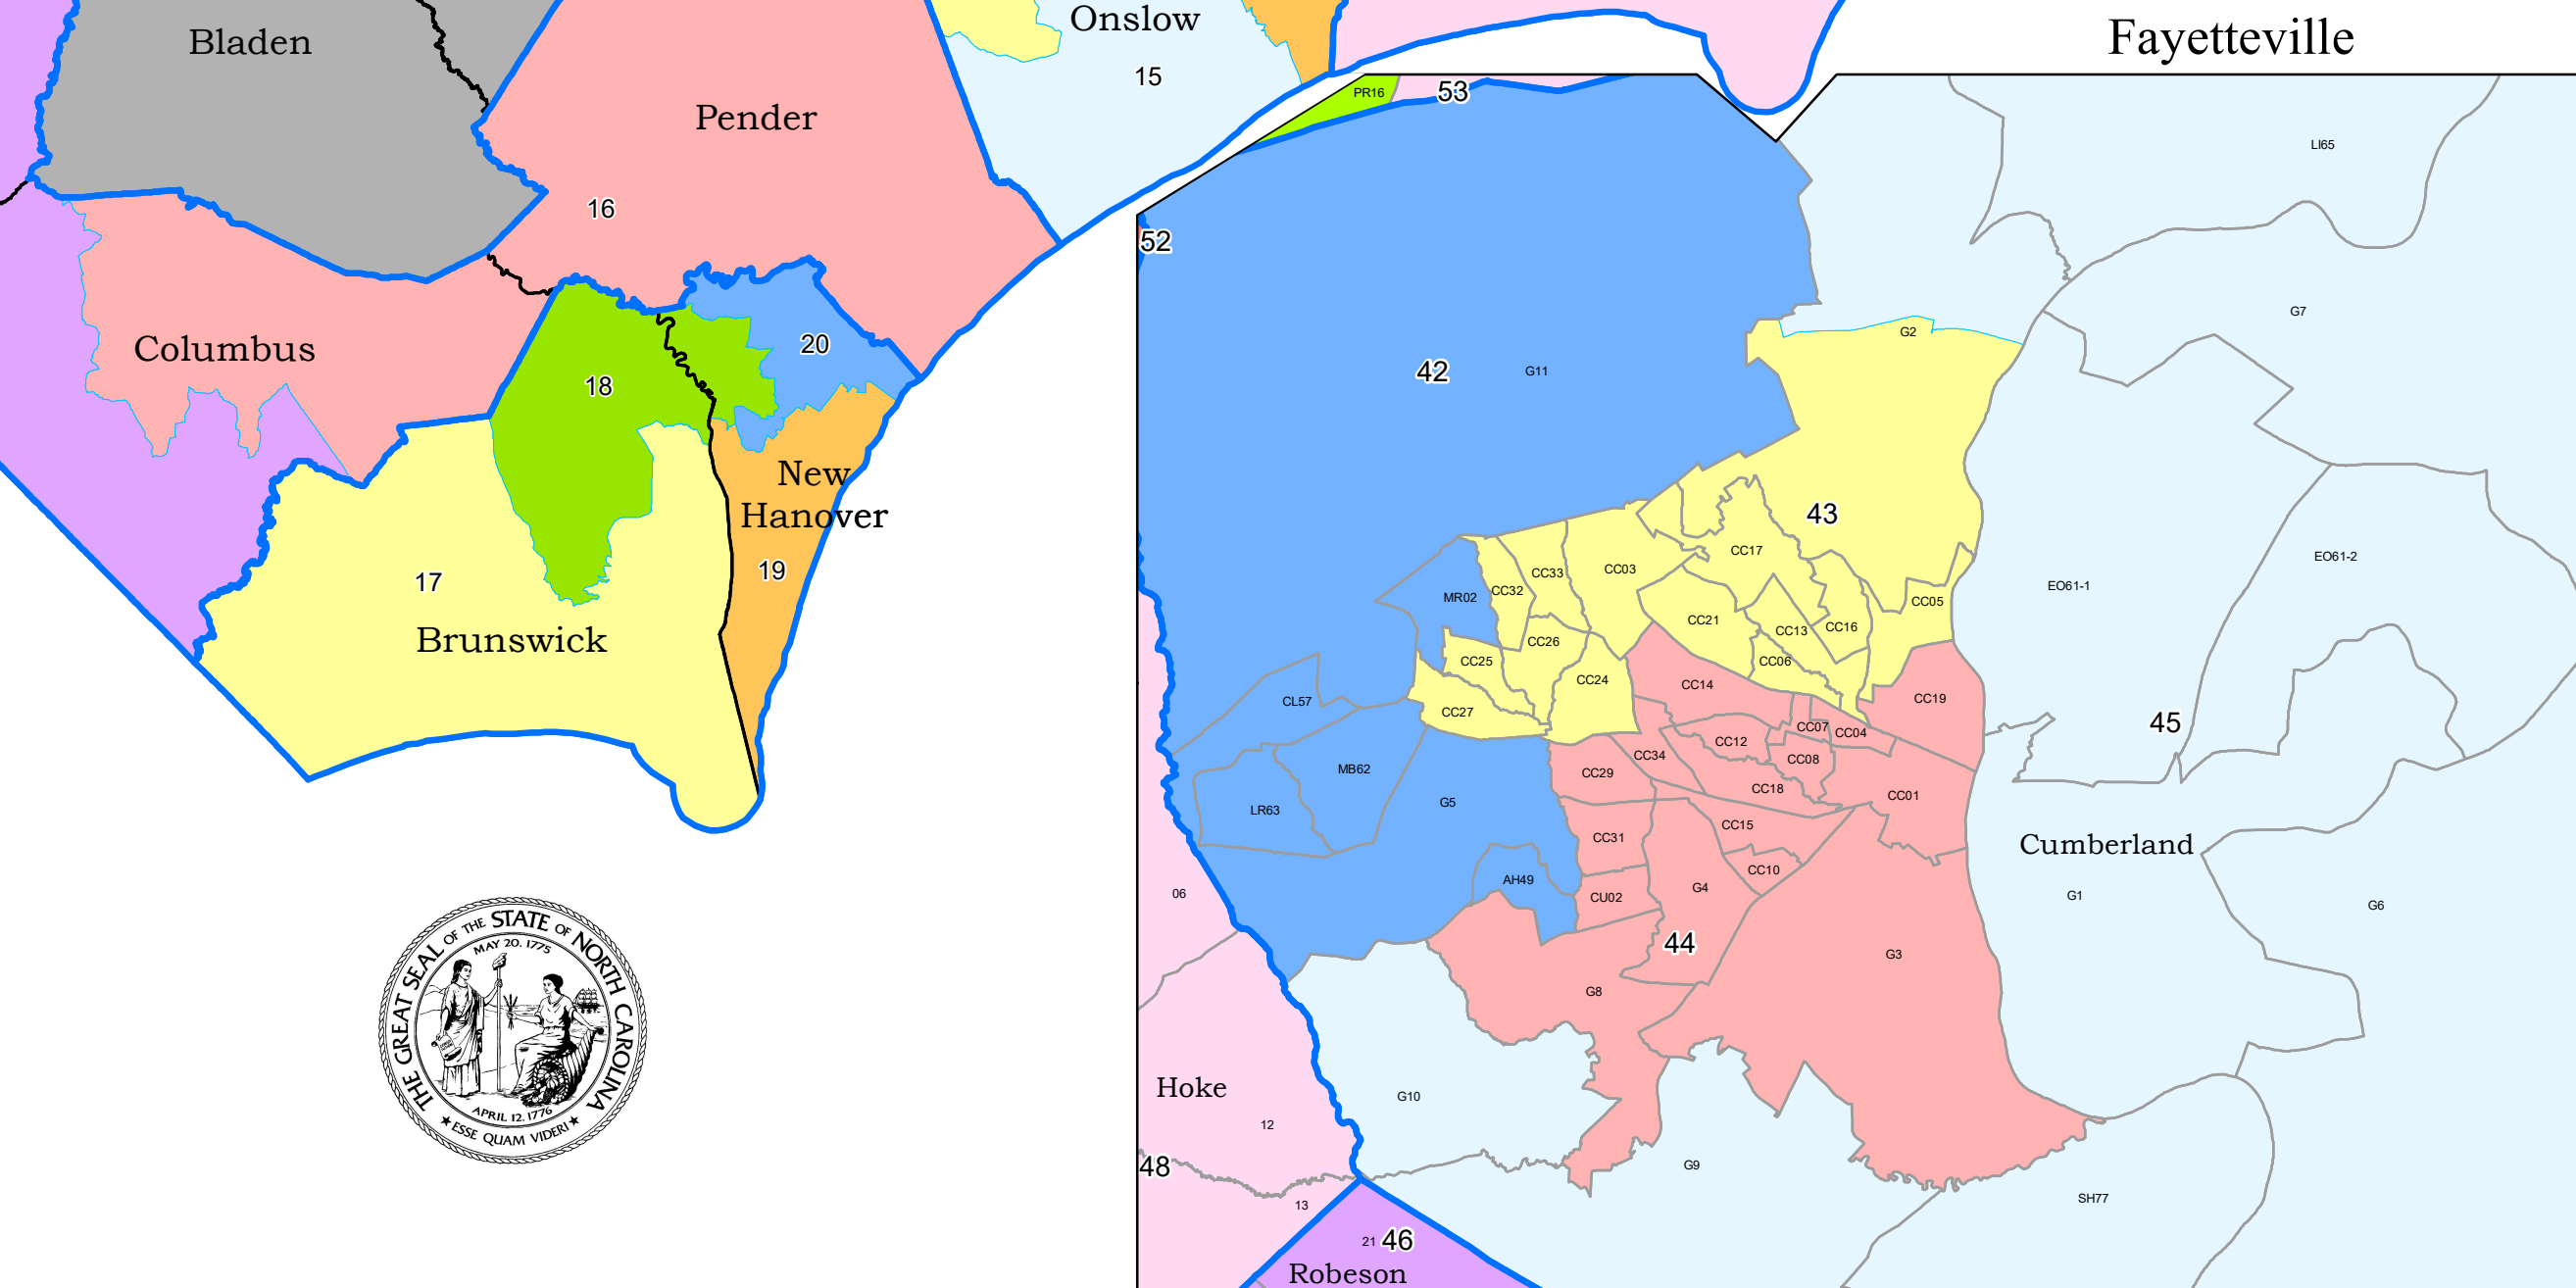 Bladen
Onslow
15
Pender
16
Columbus
18
20
New
Hanover
19
17
Brunswick
THE GREAT SEAL OF THE STATE OF NORTH CAROLINA
MAY 20. 1775
APRIL 12. 1776
★ ESSE QUAM VIDERI ★
Fayetteville
PR16
53
LI65
52
G7
G2
42
G11
43
CC17
EO61-2
CC33
CC03
EO61-1
CC32
MR02
CC05
CC21
CC13
CC16
CC26
CC25
CC06
CC24
CC14
CL57
CC19
CC27
45
CC07
CC04
CC12
CC34
CC08
MB62
CC29
CC18
G5
CC01
LR63
CC15
CC31
Cumberland
CC10
AH49
G4
06
CU02
G1
G6
44
G3
G8
Hoke
G10
12
48
G9
SH77
13
21
46
Robeson